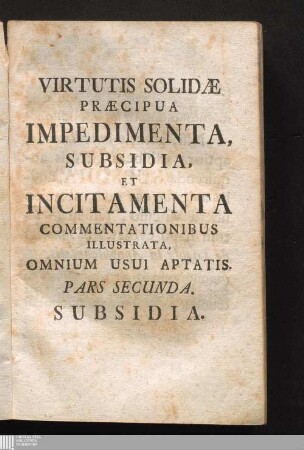 VIRTUTIS SOLIDÆ
PRÆCIPUA
IMPEDIMENTA,
SUBSIDIA,
ET
INCITAMENTA
COMMENTATIONIBUS
ILLUSTRATA,
OMNIUM USUI APTATIS.
PARS SECUNDA.
SUBSIDIA.